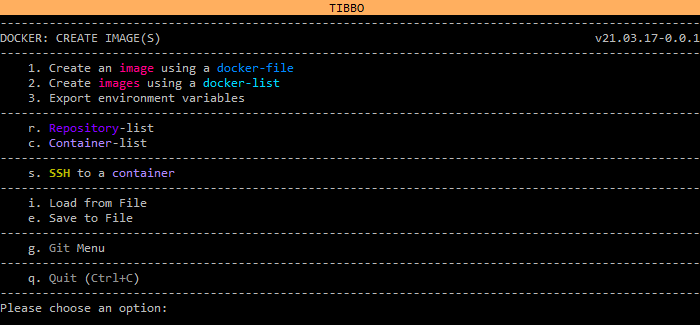 TIBBO
--------------------------------------------------------------------------------
DOCKER: CREATE IMAGE(S) v21.03.17-0.0.1
--------------------------------------------------------------------------------
1. Create an image using a docker-file
2. Create images using a docker-list
3. Export environment variables
--------------------------------------------------------------------------------
r. Repository-list
c. Container-list
--------------------------------------------------------------------------------
s. SSH to a container
--------------------------------------------------------------------------------
i. Load from File
e. Save to File
--------------------------------------------------------------------------------
g. Git Menu
--------------------------------------------------------------------------------
q. Quit (Ctrl+C)
--------------------------------------------------------------------------------
Please choose an option: